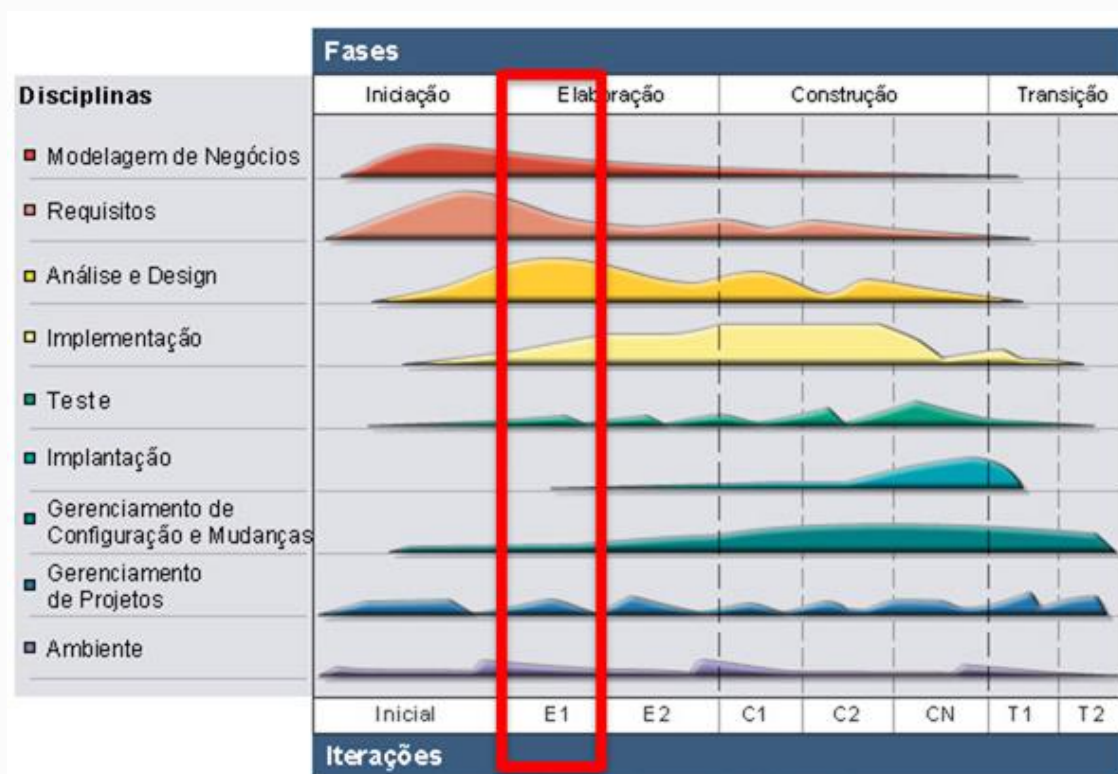 Fases
Disciplinas
Iniciação Elaboração Construção Transição
Modelagem de Negócios
Requisitos
Análise e Design
Implementação
Teste
Implantação
Gerenciamento de
Configuração e Mudanças
Gerenciamento
de Projetos
Ambiente
Inicial E1 E2 C1 C2 CN T1 T2
Iterações